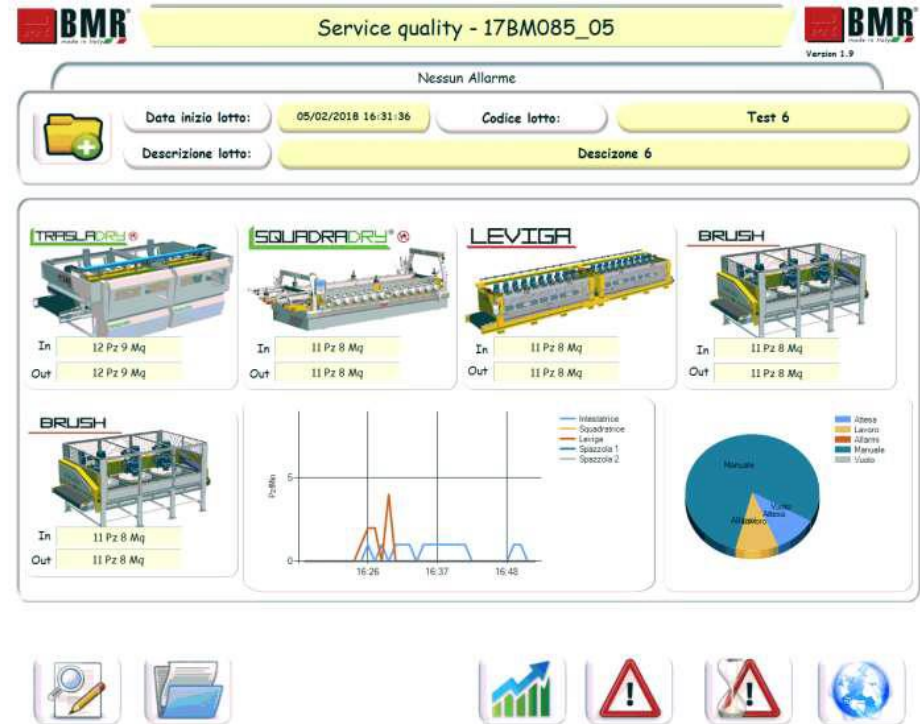 BMR
made in Italy
Service quality - 17BM085_05
BMR
made in Italy
Version 1.9
Nessun Allarme
Data inizio lotto:
05/02/2018 16:31:36
Codice lotto:
Test 6
Descrizione lotto:
Descizone 6
TRASLADRY
SQUADRADRY
LEVIGA
BRUSH
In 12 Pz 9 Mq
Out 12 Pz 9 Mq
In 11 Pz 8 Mq
Out 11 Pz 8 Mq
In 11 Pz 8 Mq
Out 11 Pz 8 Mq
In 11 Pz 8 Mq
Out 11 Pz 8 Mq
BRUSH
In 11 Pz 8 Mq
Out 11 Pz 8 Mq
Pz/Min
5
0
16:26
16:37
16:48
Intestatrice
Squadratrice
Leviga
Spazzola 1
Spazzola 2
Manuale
Vuoto
Attesa
Attesa
Lavoro
Allarmi
Manuale
Vuoto